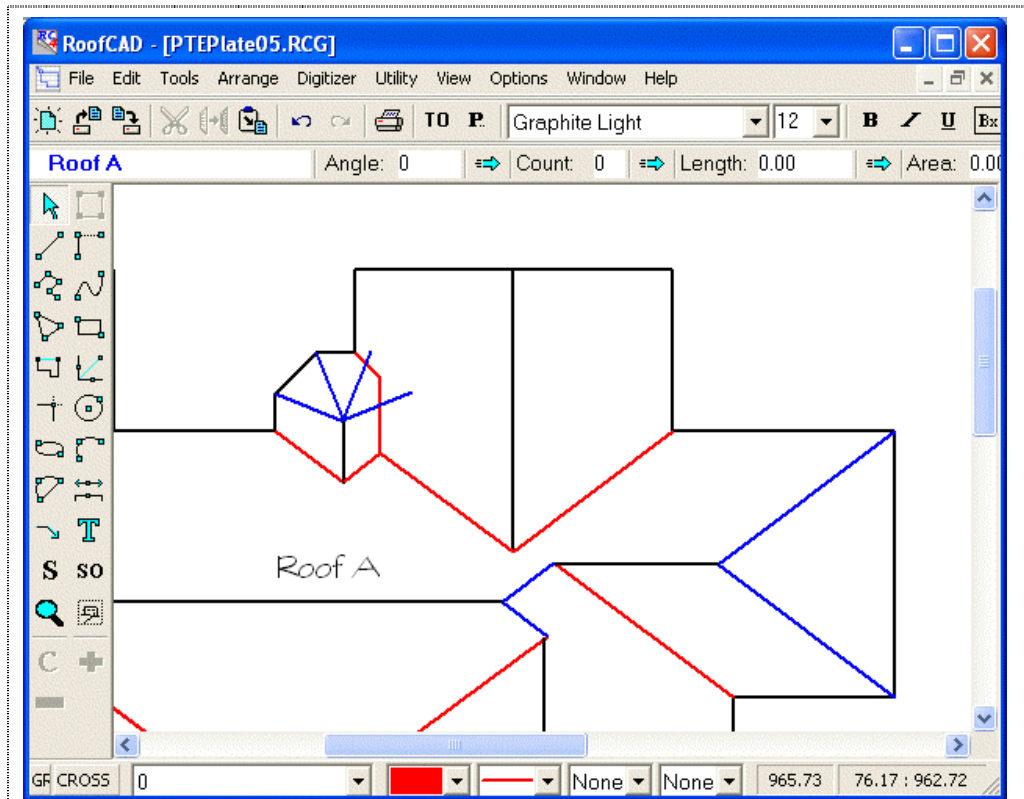 RoofCAD - [PTEPlate05.RCG]
File Edit Tools Arrange Digitizer Utility View Options Window Help
TO P. Graphite Light 12 B I U Bx
Roof A Angle: 0 Count: 0 Length: 0.00 Area: 0.00
T
S SO
C
Roof A
GF CROSS 0 None None 965.73 76.17 : 962.72